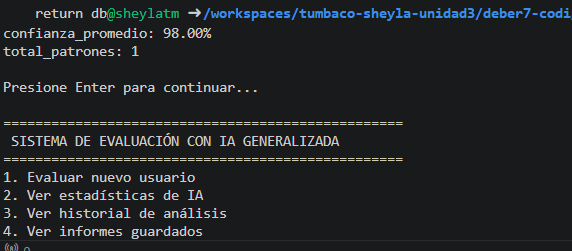 return db@sheylatm ➜/workspaces/tumbaco-sheyla-unidad3/deber7-codi
confianza_promedio: 98.00%
total_patrones: 1
Presione Enter para continuar...
==================================================
SISTEMA DE EVALUACIÓN CON IA GENERALIZADA
==================================================
1. Evaluar nuevo usuario
2. Ver estadísticas de IA
3. Ver historial de análisis
4. Ver informes guardados